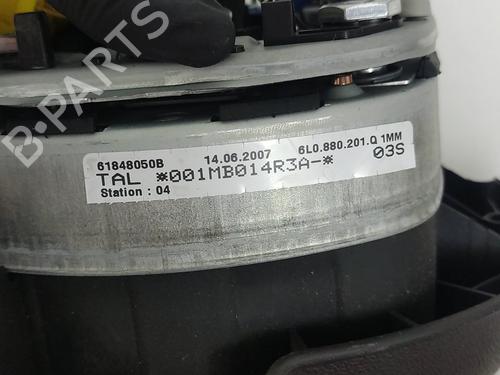 B-PARTS
61848050B 14.06.2007 6L0.880.201.Q 1MM
TAL *001MB014R3A-* 03S
Station : 04